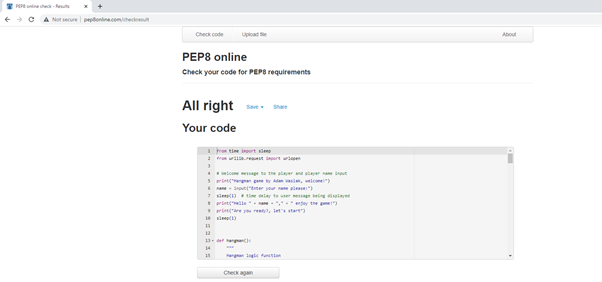 PEP8 online check - Results
Not secure | pep8online.com/checkresult
Check code Upload file About
PEP8 online
Check your code for PEP8 requirements
All right Save Share
Your code
1 from time import sleep
2 from urllib.request import urlopen
3
4 # Welcome message to the player and player name input
5 print("Hangman game by Adam Hasiak, welcome!")
6 name = input("Enter your name please:")
7 sleep(1) # time delay to user message being displayed
8 print("Hello " + name + "," + " enjoy the game!")
9 print("Are you ready?, let's start")
10 sleep(1)
11
12
13 def hangman():
14 """
15 Hangman logic function
Check again